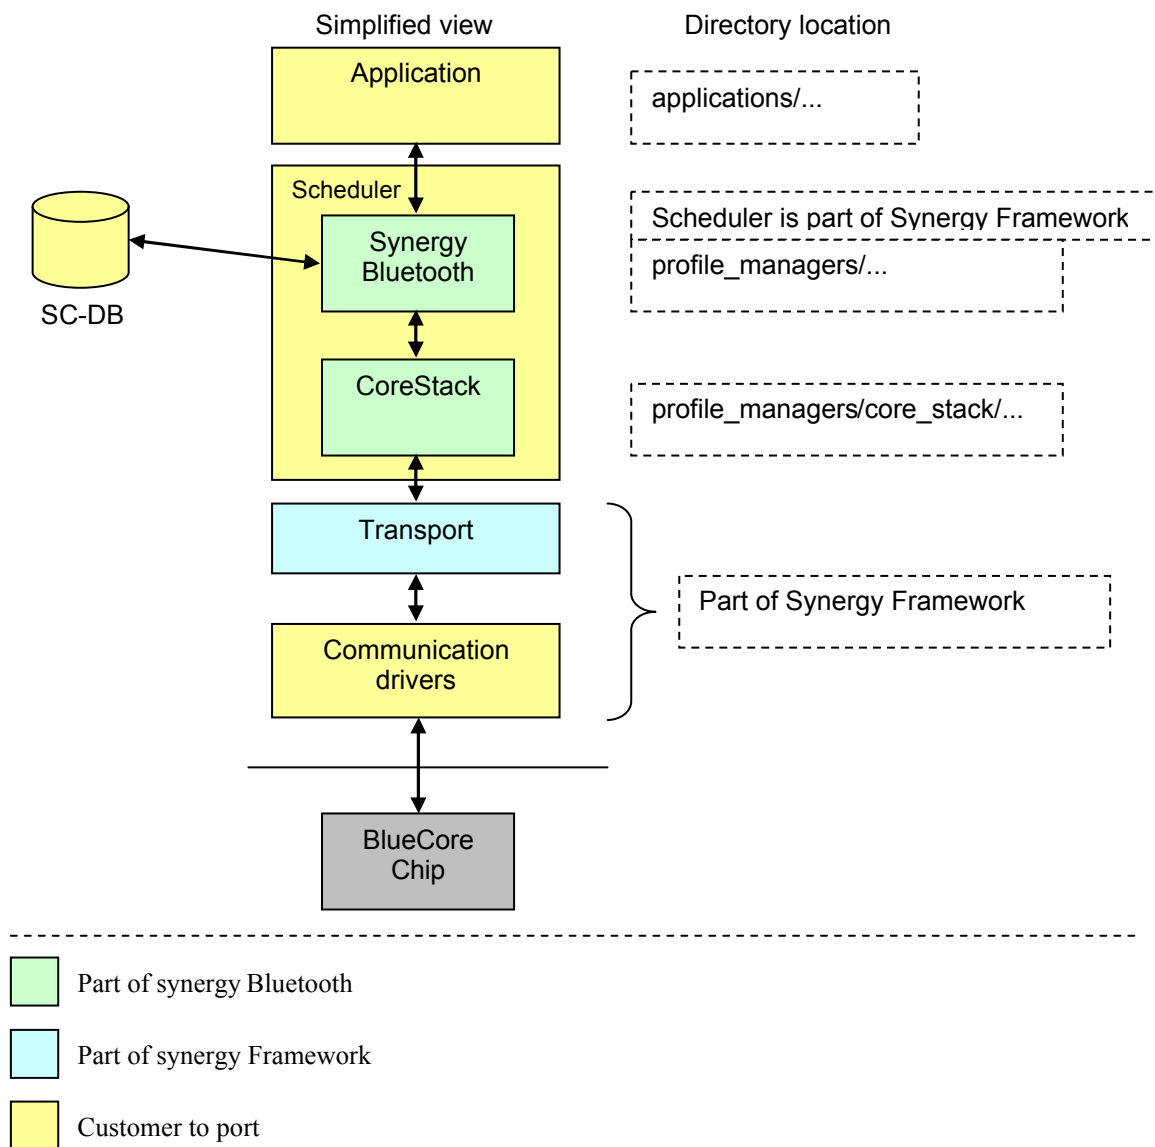 Simplified view
Directory location
Application
applications/...
Scheduler
Scheduler is part of Synergy Framework
Synergy
Bluetooth
profile_managers/...
SC-DB
CoreStack
profile_managers/core_stack/...
Transport
Part of Synergy Framework
Communication
drivers
BlueCore
Chip
Part of synergy Bluetooth
Part of synergy Framework
Customer to port